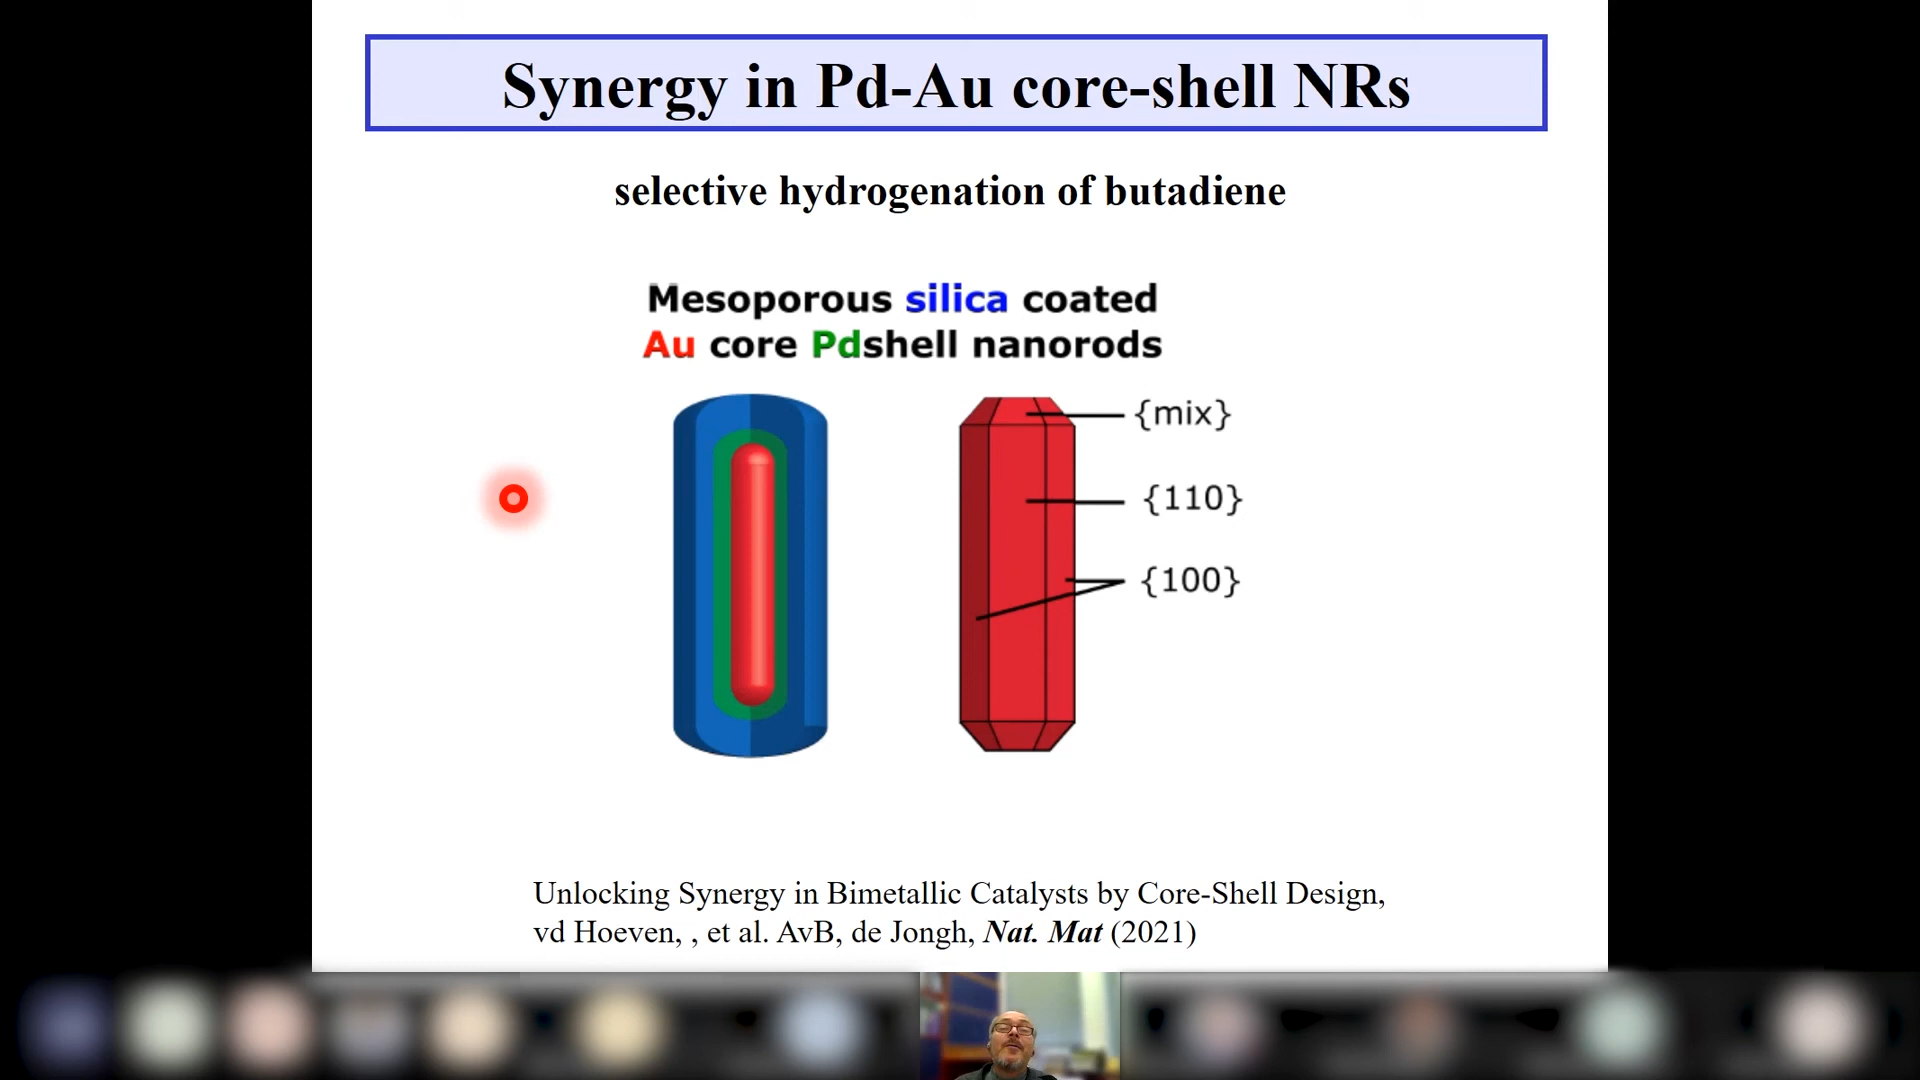 Synergy in Pd-Au core-shell NRs
selective hydrogenation of butadiene
Mesoporous silica coated
Au core Pdshell nanorods
{mix}
{110}
{100}
Unlocking Synergy in Bimetallic Catalysts by Core-Shell Design,
vd Hoeven, , et al. AvB, de Jongh, Nat. Mat (2021)